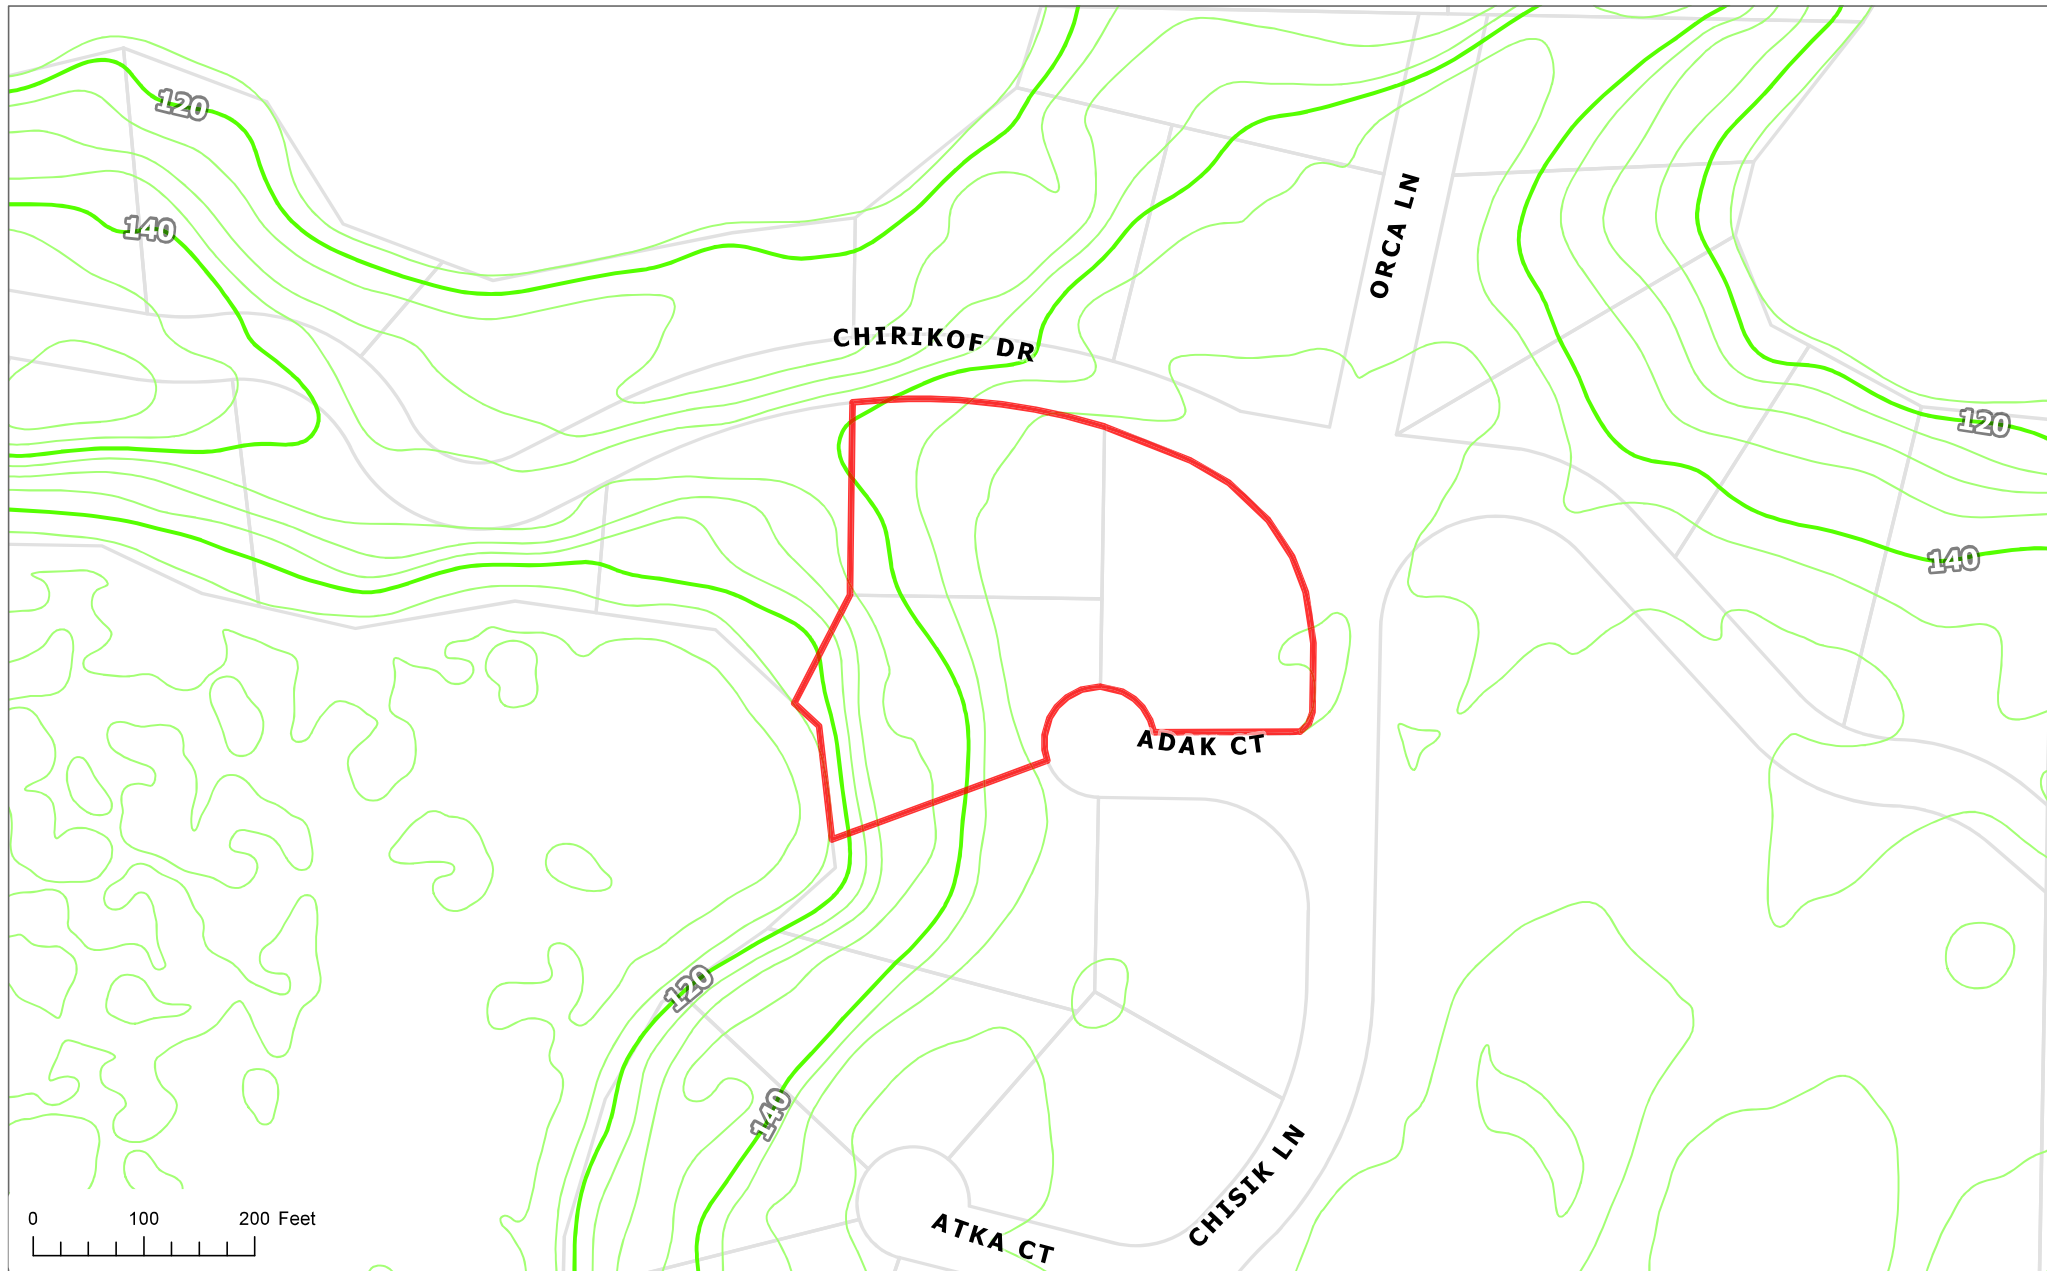 120
140
ORCA LN
CHIRIKOF DR
120
140
ADAK CT
120
140
CHISIK LN
ATKA CT
0 100 200 Feet